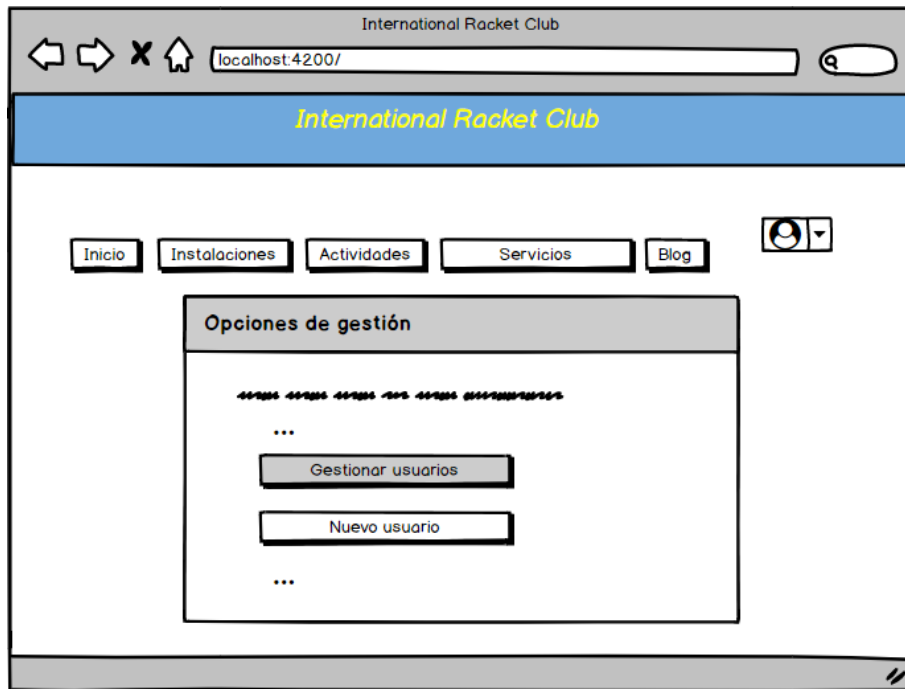 International Racket Club
localhost:4200/
International Racket Club
Inicio Instalaciones Actividades Servicios Blog
Opciones de gestión
...
Gestionar usuarios
Nuevo usuario
...